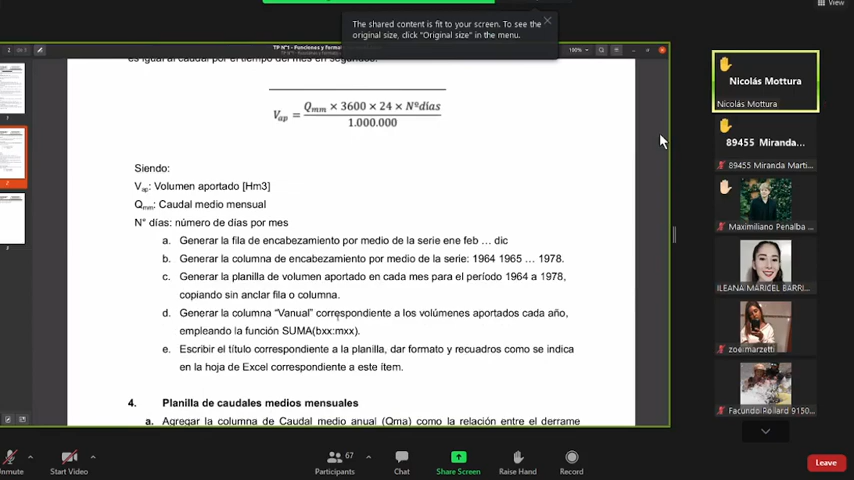 View
The shared content is fit to your screen. To see the
original size, click "Original size" in the menu.
100%
es igual al caudal por el tiempo del mes en segundos.
Vap = Qmm × 3600 × 24 × Nºdías
1.000.000
Siendo:
Vap: Volumen aportado [Hm3]
Qmm: Caudal medio mensual
N° días: número de días por mes
a. Generar la fila de encabezamiento por medio de la serie ene feb … dic
b. Generar la columna de encabezamiento por medio de la serie: 1964 1965 … 1978.
c. Generar la planilla de volumen aportado en cada mes para el período 1964 a 1978,
copiando sin anclar fila o columna.
d. Generar la columna "Vanual" correspondiente a los volúmenes aportados cada año,
empleando la función SUMA(bxx:mxx).
e. Escribir el título correspondiente a la planilla, dar formato y recuadros como se indica
en la hoja de Excel correspondiente a este ítem.
4. Planilla de caudales medios mensuales
a. Agregar la columna de Caudal medio anual (Qma) como la relación entre el derrame
Nicolás Mottura
Nicolás Mottura
89455 Miranda...
89455 Miranda Marti...
Maximiliano Penalba ...
ILEANA MARICEL BARRI...
zoe marzetti
Facundo Rollard 9150...
Unmute
Start Video
67
Participants
Chat
Share Screen
Raise Hand
Record
Leave